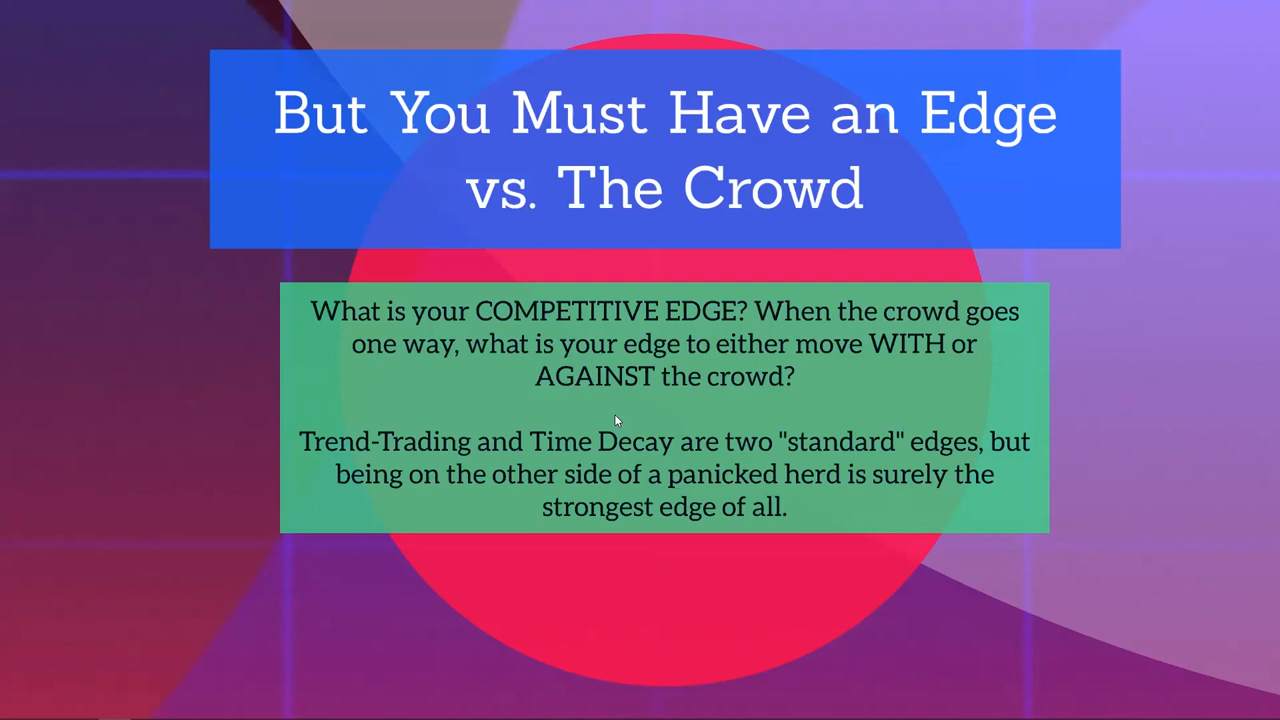 But You Must Have an Edge
vs. The Crowd
What is your COMPETITIVE EDGE? When the crowd goes
one way, what is your edge to either move WITH or
AGAINST the crowd?
Trend-Trading and Time Decay are two "standard" edges, but
being on the other side of a panicked herd is surely the
strongest edge of all.